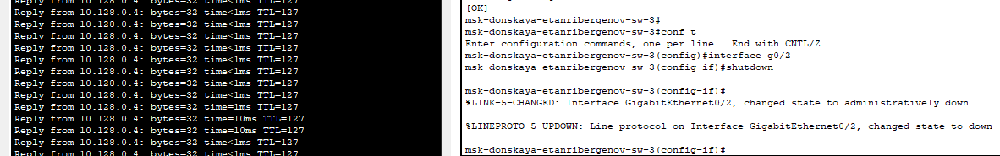 Reply from 10.128.0.4: bytes=32 time<1ms TTL=127
Reply from 10.128.0.4: bytes=32 time<1ms TTL=127
Reply from 10.128.0.4: bytes=32 time<1ms TTL=127
Reply from 10.128.0.4: bytes=32 time<1ms TTL=127
Reply from 10.128.0.4: bytes=32 time<1ms TTL=127
Reply from 10.128.0.4: bytes=32 time<1ms TTL=127
Reply from 10.128.0.4: bytes=32 time<1ms TTL=127
Reply from 10.128.0.4: bytes=32 time<1ms TTL=127
Reply from 10.128.0.4: bytes=32 time<1ms TTL=127
Reply from 10.128.0.4: bytes=32 time=1ms TTL=127
Reply from 10.128.0.4: bytes=32 time=10ms TTL=127
Reply from 10.128.0.4: bytes=32 time=10ms TTL=127
Reply from 10.128.0.4: bytes=32 time<1ms TTL=127
Reply from 10.128.0.4: bytes=32 time<1ms TTL=127
[OK]
msk-donskaya-etanribergenov-sw-3#
msk-donskaya-etanribergenov-sw-3#conf t
Enter configuration commands, one per line.  End with CNTL/Z.
msk-donskaya-etanribergenov-sw-3(config)#interface g0/2
msk-donskaya-etanribergenov-sw-3(config-if)#shutdown
msk-donskaya-etanribergenov-sw-3(config-if)#
%LINK-5-CHANGED: Interface GigabitEthernet0/2, changed state to administratively down
%LINEPROTO-5-UPDOWN: Line protocol on Interface GigabitEthernet0/2, changed state to down
msk-donskaya-etanribergenov-sw-3(config-if)#